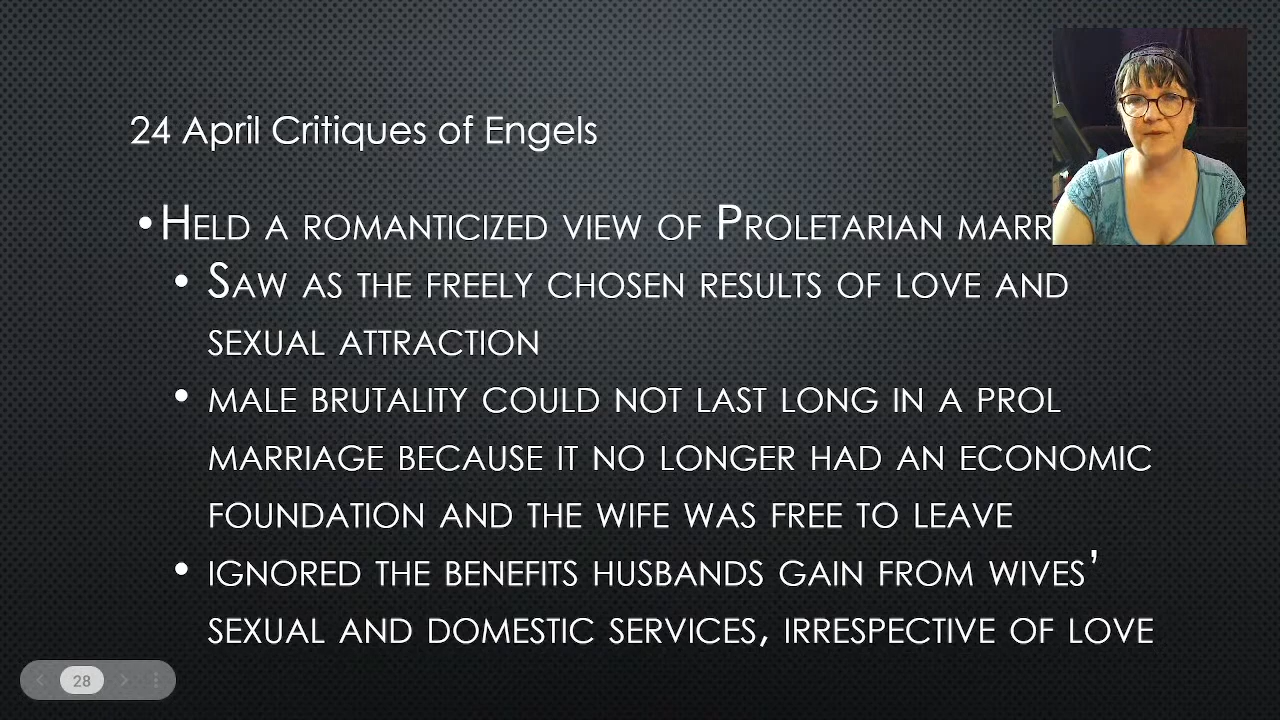 24 April Critiques of Engels
• Held a romanticized view of Proletarian marr
• Saw as the freely chosen results of love and
sexual attraction
• male brutality could not last long in a prol
marriage because it no longer had an economic
foundation and the wife was free to leave
• ignored the benefits husbands gain from wives’
sexual and domestic services, irrespective of love
28